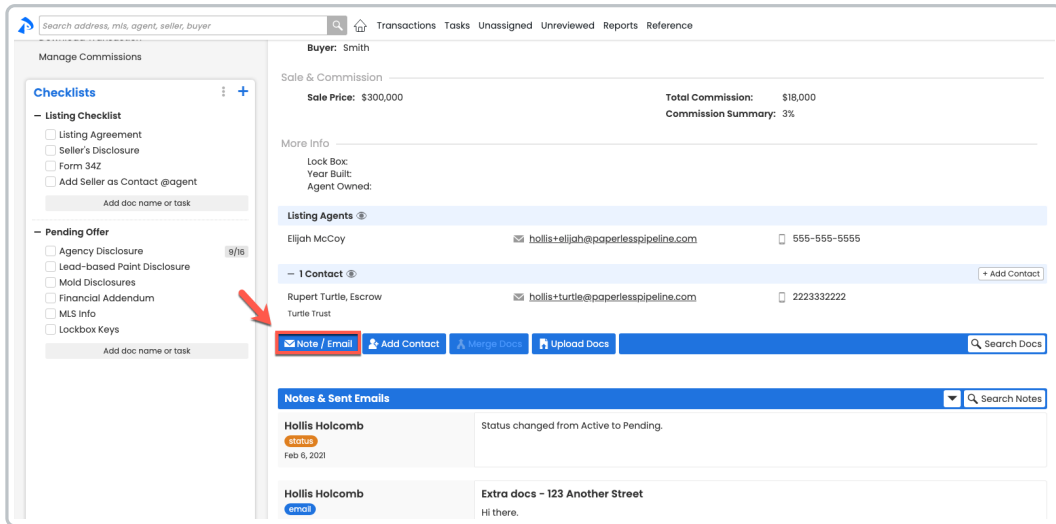 Search address, mls, agent, seller, buyer
Transactions Tasks Unassigned Unreviewed Reports Reference
Manage Commissions
Checklists
Listing Checklist
Listing Agreement
Seller's Disclosure
Form 34Z
Add Seller as Contact @agent
Add doc name or task
Pending Offer
Agency Disclosure 9/16
Lead-based Paint Disclosure
Mold Disclosures
Financial Addendum
MLS Info
Lockbox Keys
Add doc name or task
Buyer: Smith
Sale & Commission
Sale Price: $300,000 Total Commission: $18,000
Commission Summary: 3%
More Info
Lock Box:
Year Built:
Agent Owned:
Listing Agents
Elijah McCoy hollis+elijah@paperlesspipeline.com 555-555-5555
1 Contact + Add Contact
Rupert Turtle, Escrow hollis+turtle@paperlesspipeline.com 2223332222
Turtle Trust
Note / Email Add Contact Merge Docs Upload Docs Search Docs
Notes & Sent Emails Search Notes
Hollis Holcomb Status changed from Active to Pending.
status
Feb 6, 2021
Hollis Holcomb Extra docs - 123 Another Street
email Hi there.